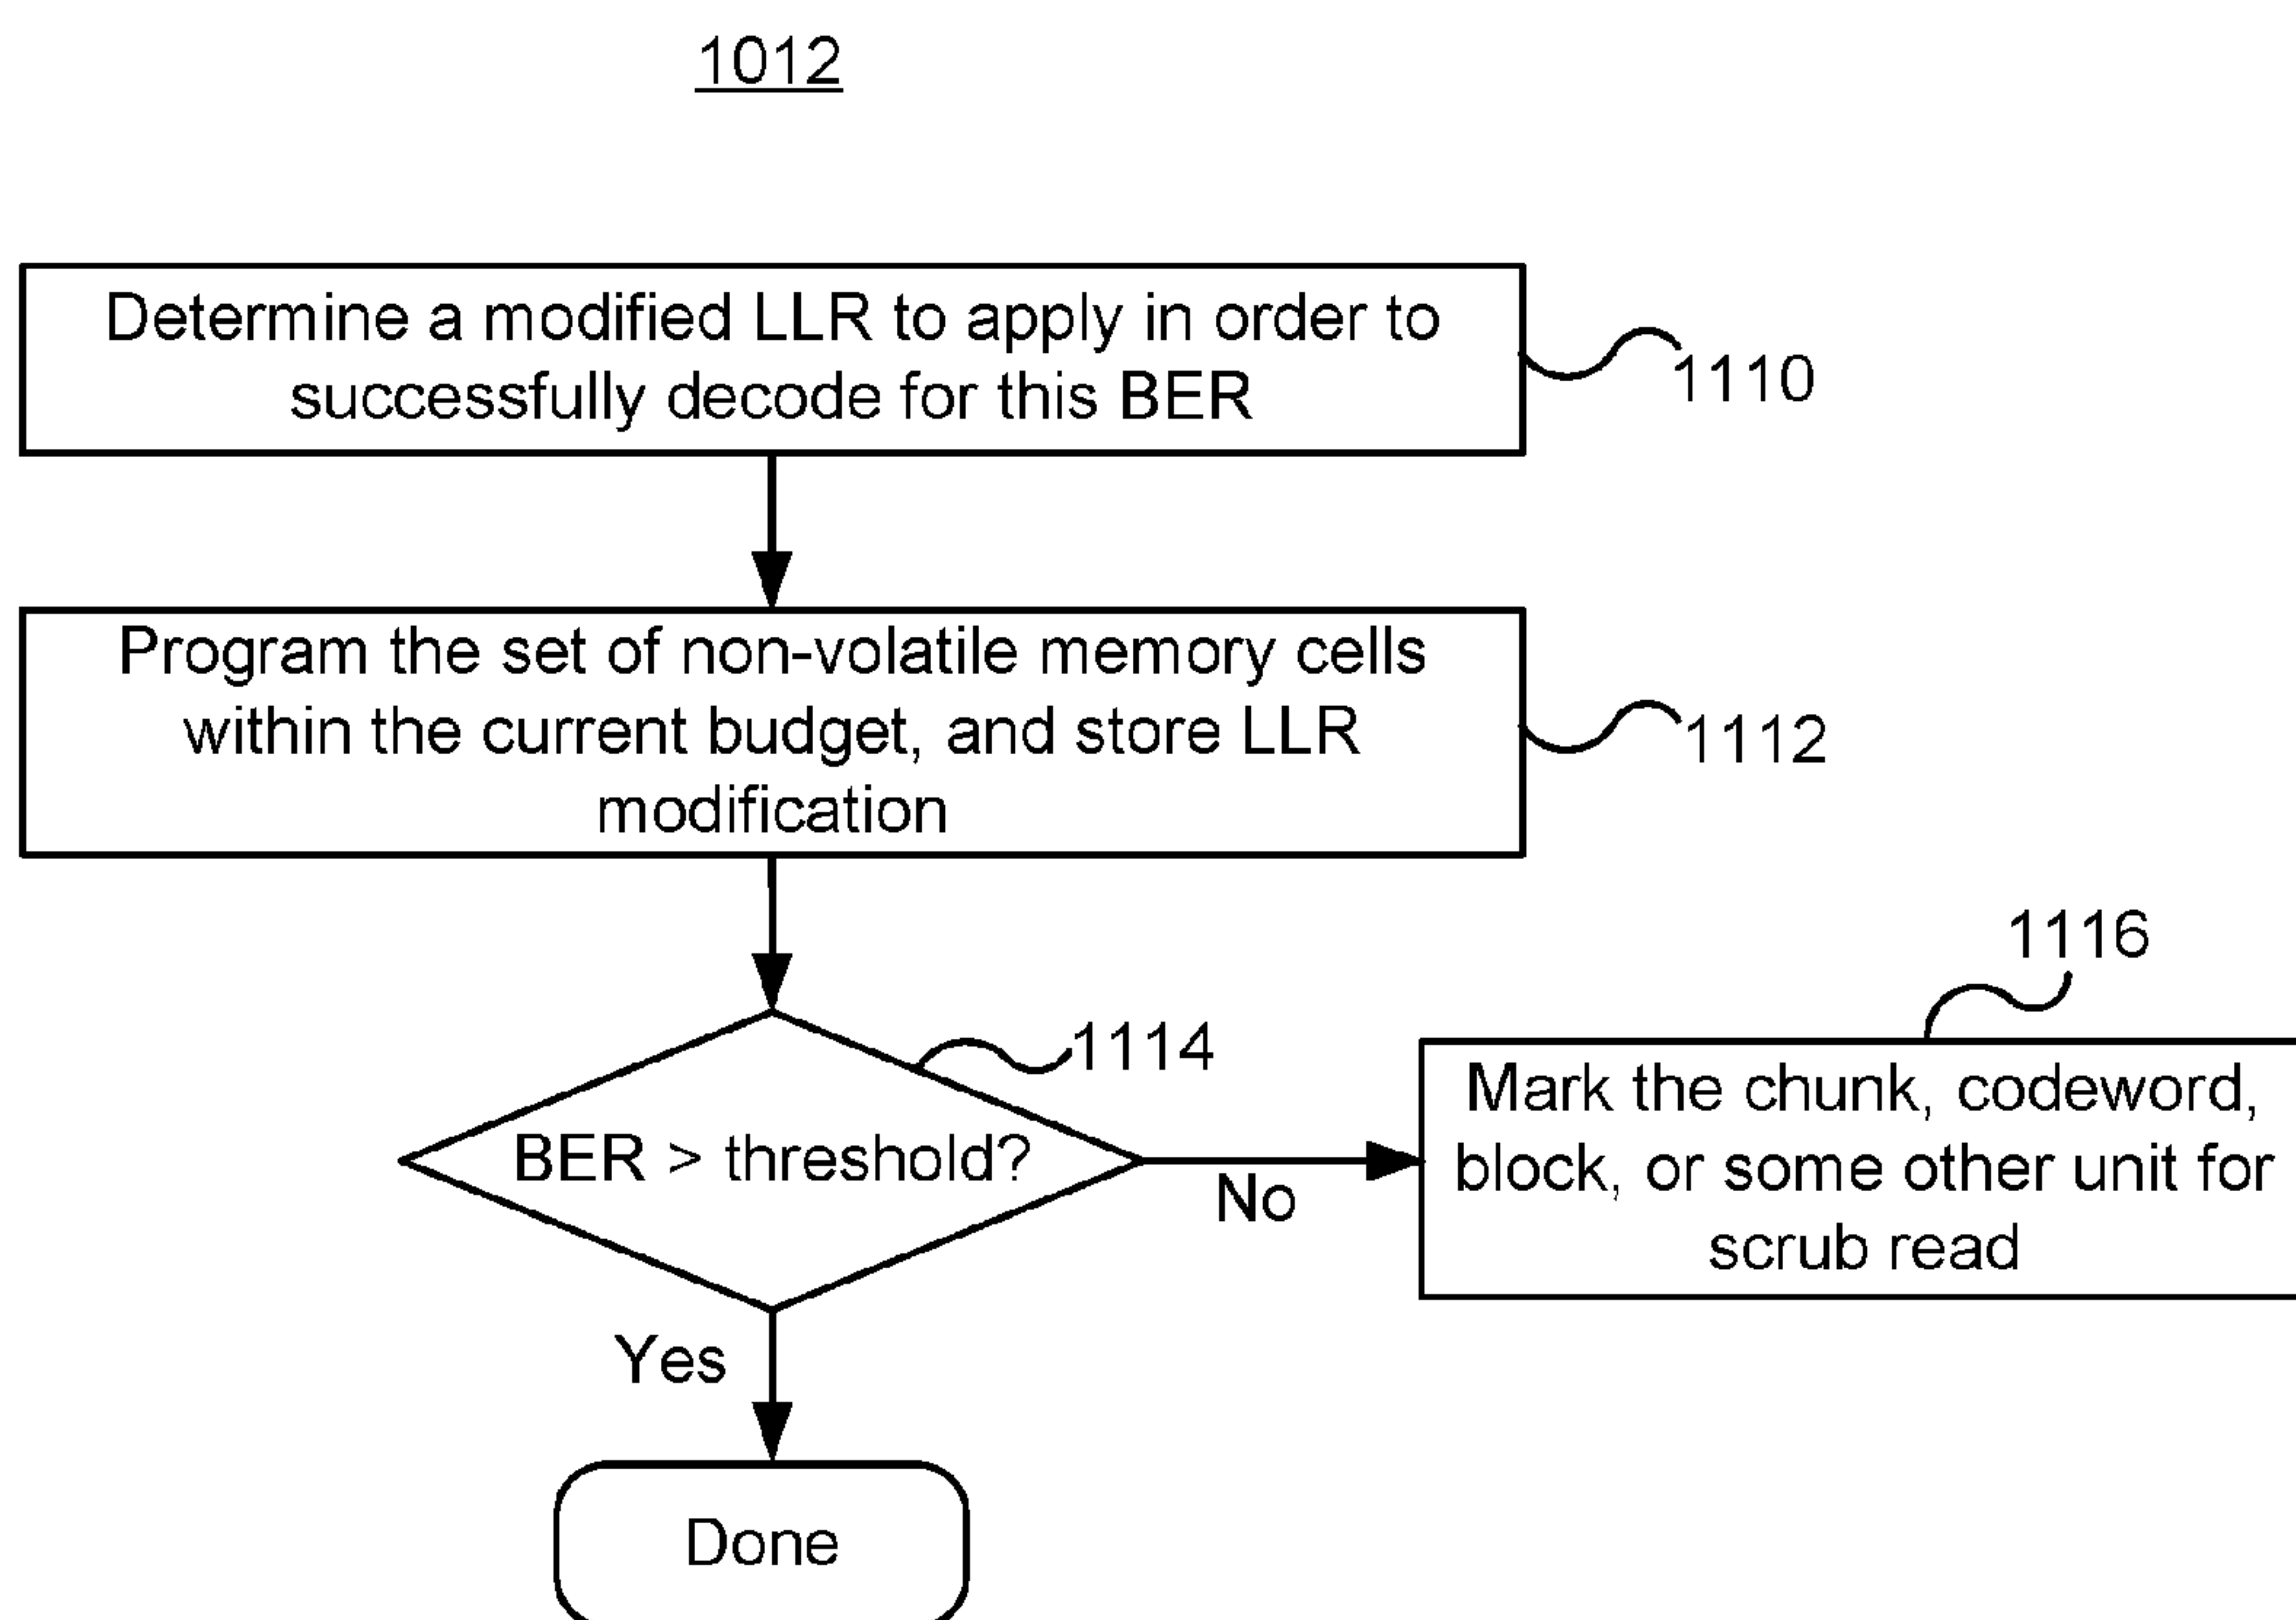 1012
Determine a modified LLR to apply in order to
successfully decode for this BER
1110
Program the set of non-volatile memory cells
within the current budget, and store LLR
modification
1112
1114
BER > threshold?
No
1116
Mark the chunk, codeword,
block, or some other unit for
scrub read
Yes
Done